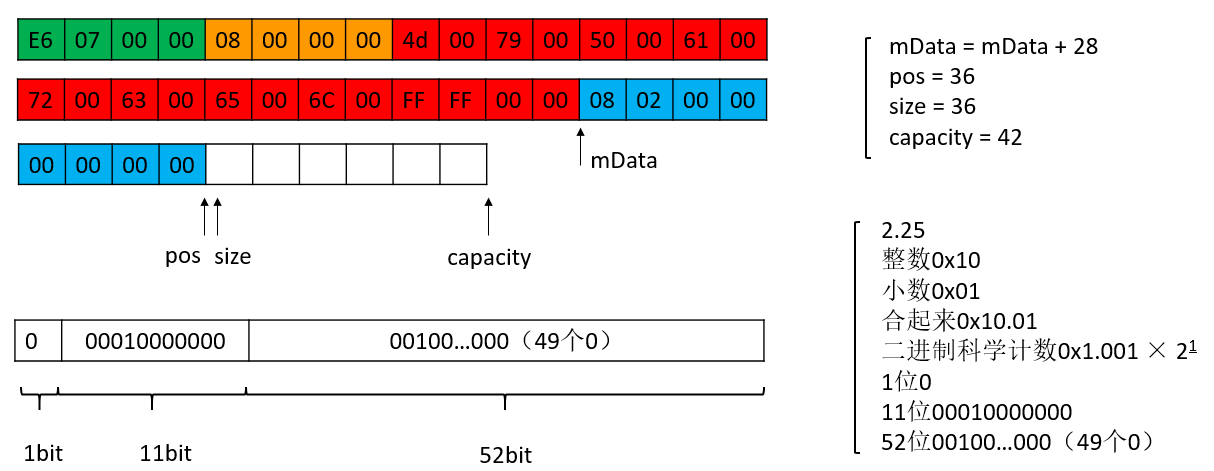 E6 07 00 00 08 00 00 00 4d 00 79 00 50 00 61 00
72 00 63 00 65 00 6C 00 FF FF 00 00 08 02 00 00
00 00 00 00
mData
pos size capacity
mData = mData + 28
pos = 36
size = 36
capacity = 42
0 00010000000 00100...000（49个0）
1bit 11bit 52bit
2.25
整数0x10
小数0x01
合起来0x10.01
二进制科学计数0x1.001 × 2¹
1位0
11位00010000000
52位00100...000（49个0）